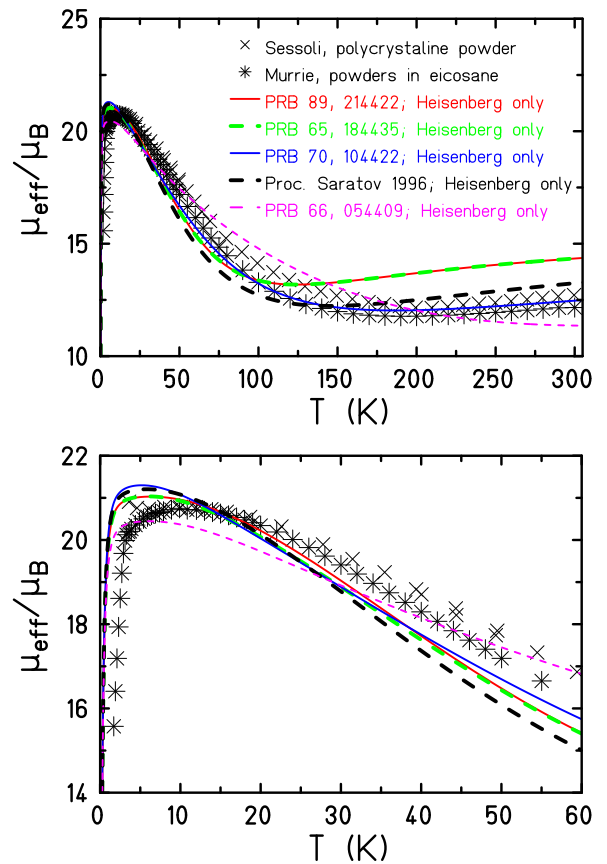 25
20
15
10
μeff/μB
× Sessoli, polycrystaline powder
Murrie, powders in eicosane
PRB 89, 214422; Heisenberg only
PRB 65, 184435; Heisenberg only
PRB 70, 104422; Heisenberg only
Proc. Saratov 1996; Heisenberg only
PRB 66, 054409; Heisenberg only
0 50 100 150 200 250 300
T (K)
22
20
18
16
14
μeff/μB
0 10 20 30 40 50 60
T (K)